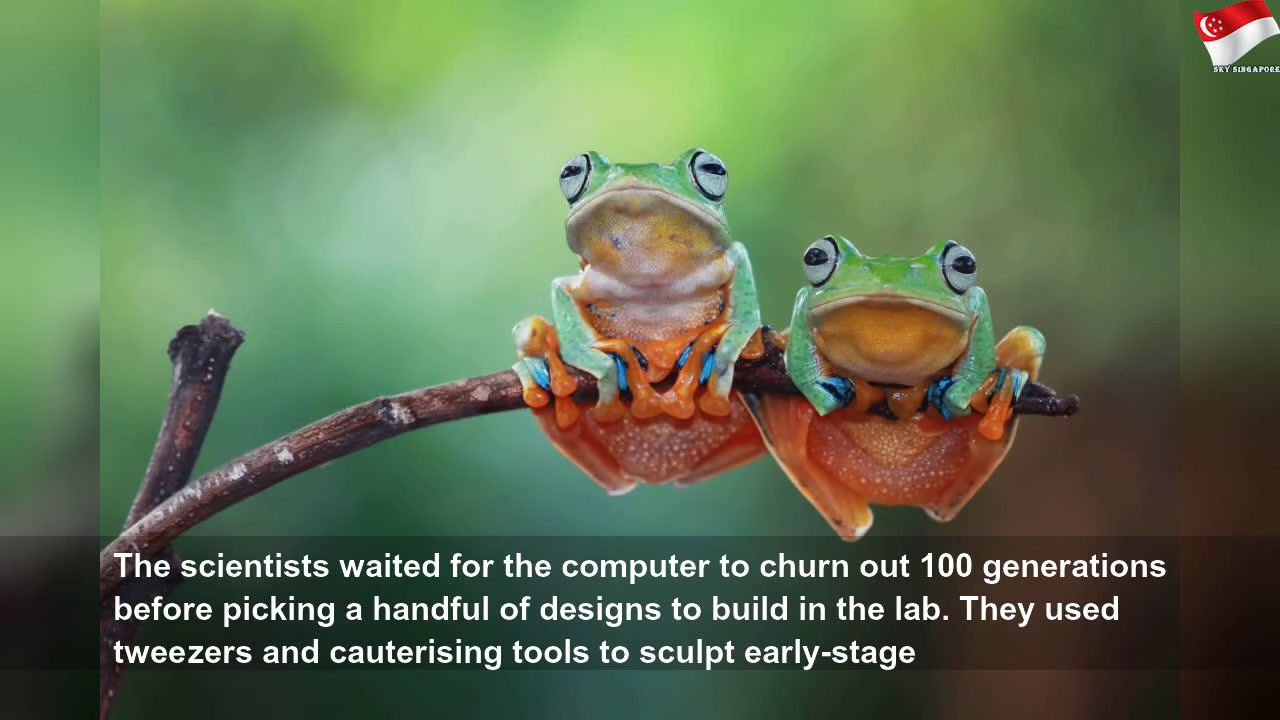 SKY SINGAPORE
The scientists waited for the computer to churn out 100 generations
before picking a handful of designs to build in the lab. They used
tweezers and cauterising tools to sculpt early-stage